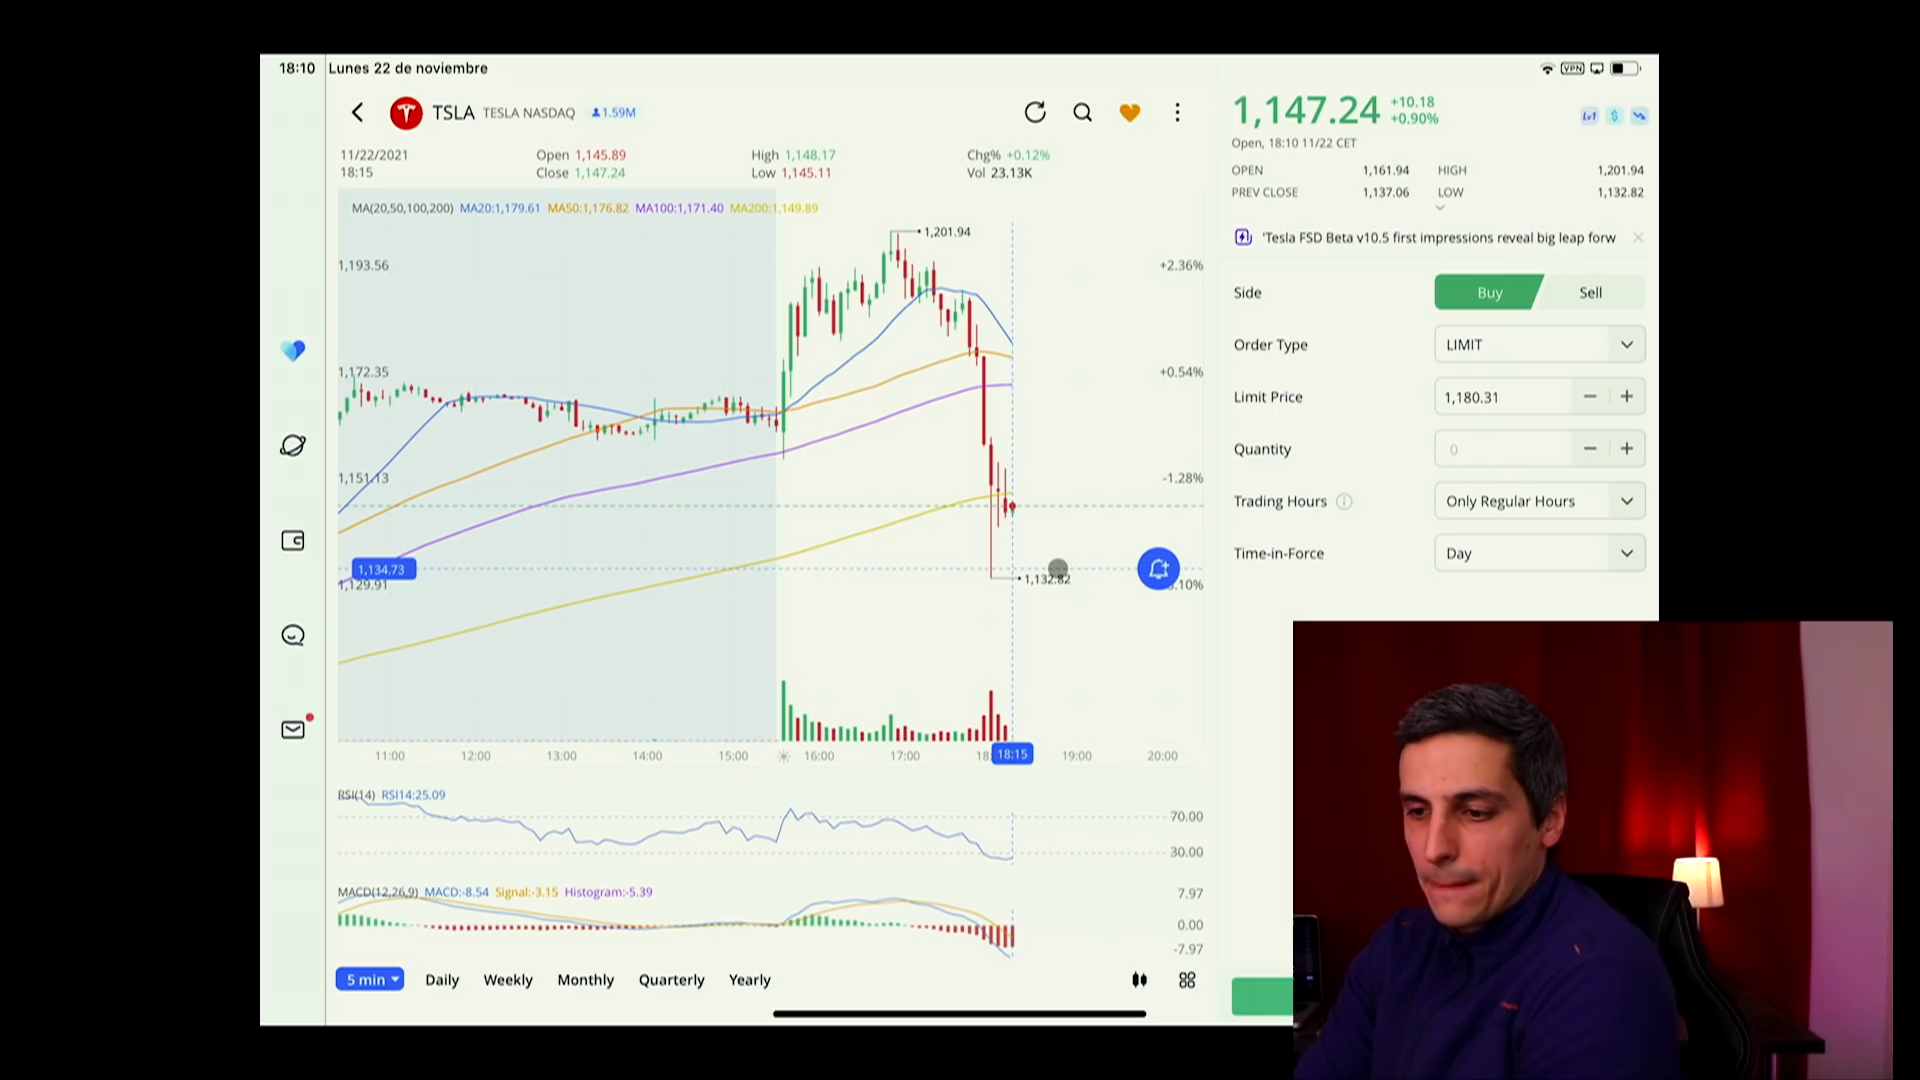 18:10 Lunes 22 de noviembre
VPN
TSLA TESLA NASDAQ 1.59M
11/22/2021 Open 1,145.89 High 1,148.17 Chg% +0.12%
18:15 Close 1,147.24 Low 1,145.11 Vol 23.13K
MA(20,50,100,200) MA20:1,179.61 MA50:1,176.82 MA100:1,171.40 MA200:1,149.89
1,201.94
1,193.56 +2.36%
1,172.35 +0.54%
1,151.13 -1.28%
1,134.73
1,132.82
1,129.91 .10%
11:00 12:00 13:00 14:00 15:00 16:00 17:00 18: 18:15 19:00 20:00
RSI(14) RSI14:25.09
70.00
30.00
MACD(12,26,9) MACD:-8.54 Signal:-3.15 Histogram:-5.39
7.97
0.00
-7.97
5 min Daily Weekly Monthly Quarterly Yearly
1,147.24 +10.18
+0.90%
Lv1 $
Open, 18:10 11/22 CET
OPEN 1,161.94 HIGH 1,201.94
PREV CLOSE 1,137.06 LOW 1,132.82
'Tesla FSD Beta v10.5 first impressions reveal big leap forw
Side Buy Sell
Order Type LIMIT
Limit Price 1,180.31
Quantity 0
Trading Hours Only Regular Hours
Time-in-Force Day